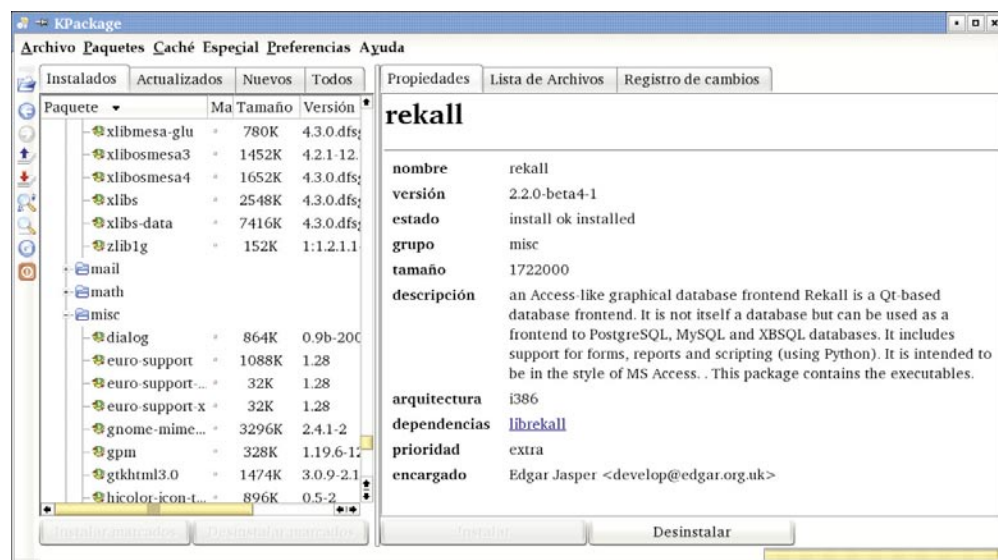 KPackage
Archivo Paquetes Caché Especial Preferencias Ayuda
Instalados Actualizados Nuevos Todos
Paquete Ma Tamaño Versión
xlibmesa-glu 780K 4.3.0.dfs
xlibosmesa3 1452K 4.2.1-12.
xlibosmesa4 1652K 4.3.0.dfs
xlibs 2548K 4.3.0.dfs
xlibs-data 7416K 4.3.0.dfs
zlib1g 152K 1:1.2.1.1
mail
math
misc
dialog 864K 0.9b-200
euro-support 1088K 1.28
euro-support-... 32K 1.28
euro-support-x 32K 1.28
gnome-mime... 3296K 2.4.1-2
gpm 328K 1.19.6-12
gtkhtml3.0 1474K 3.0.9-2.1
hicolor-icon-t... 896K 0.5-2
Instalar marcados Desinstalar marcados
Propiedades Lista de Archivos Registro de cambios
rekall
nombre rekall
versión 2.2.0-beta4-1
estado install ok installed
grupo misc
tamaño 1722000
descripción an Access-like graphical database frontend Rekall is a Qt-based
database frontend. It is not itself a database but can be used as a
frontend to PostgreSQL, MySQL and XBSQL databases. It includes
support for forms, reports and scripting (using Python). It is intended to
be in the style of MS Access. . This package contains the executables.
arquitectura i386
dependencias librekall
prioridad extra
encargado Edgar Jasper <develop@edgar.org.uk>
Instalar Desinstalar